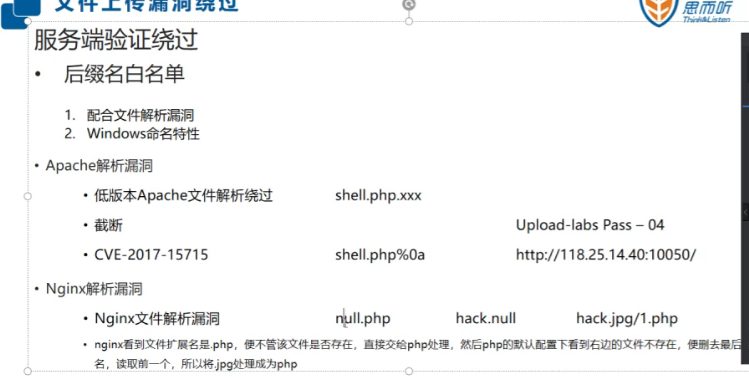 文件上传漏洞绕过
思而听
Think&Listen
服务端验证绕过
• 后缀名白名单
1. 配合文件解析漏洞
2. Windows命名特性
• Apache解析漏洞
• 低版本Apache文件解析绕过 shell.php.xxx
• 截断 Upload-labs Pass – 04
• CVE-2017-15715 shell.php%0a http://118.25.14.40:10050/
• Nginx解析漏洞
• Nginx文件解析漏洞 null.php hack.null hack.jpg/1.php
• nginx看到文件扩展名是.php，便不管该文件是否存在，直接交给php处理，然后php的默认配置下看到右边的文件不存在，便删去最后
名，读取前一个，所以将.jpg处理成为php